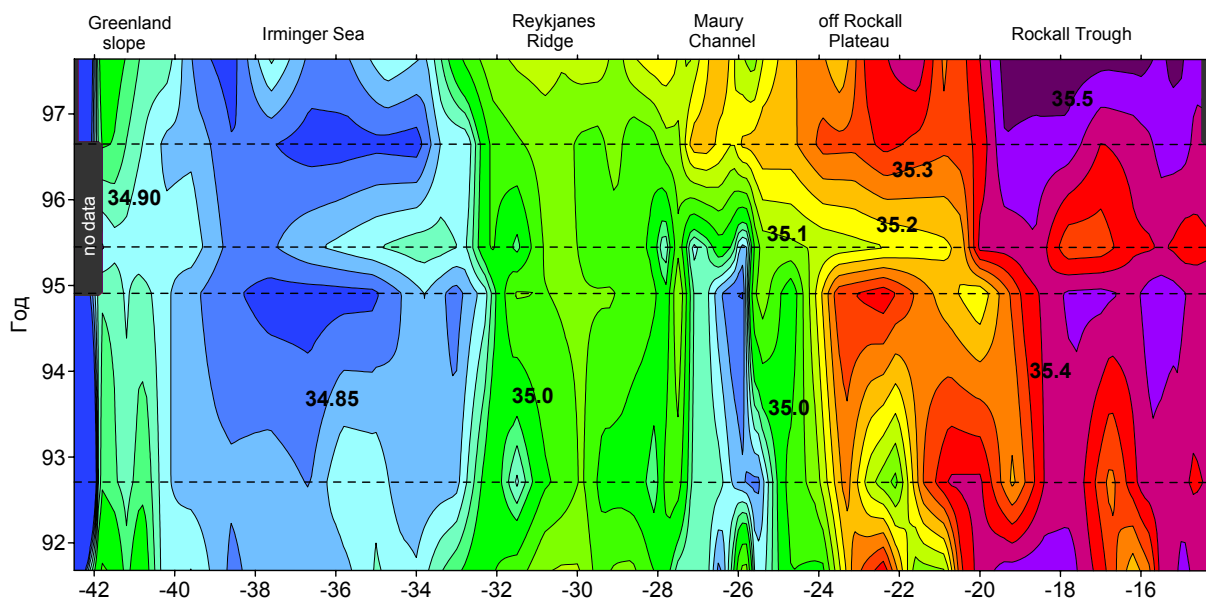 Greenland
slope
Irminger Sea
Reykjanes
Ridge
Maury
Channel
off Rockall
Plateau
Rockall Trough
Год
97
96
95
94
93
92
no data
34.90
34.85
35.0
35.0
35.1
35.2
35.3
35.4
35.5
-42
-40
-38
-36
-34
-32
-30
-28
-26
-24
-22
-20
-18
-16